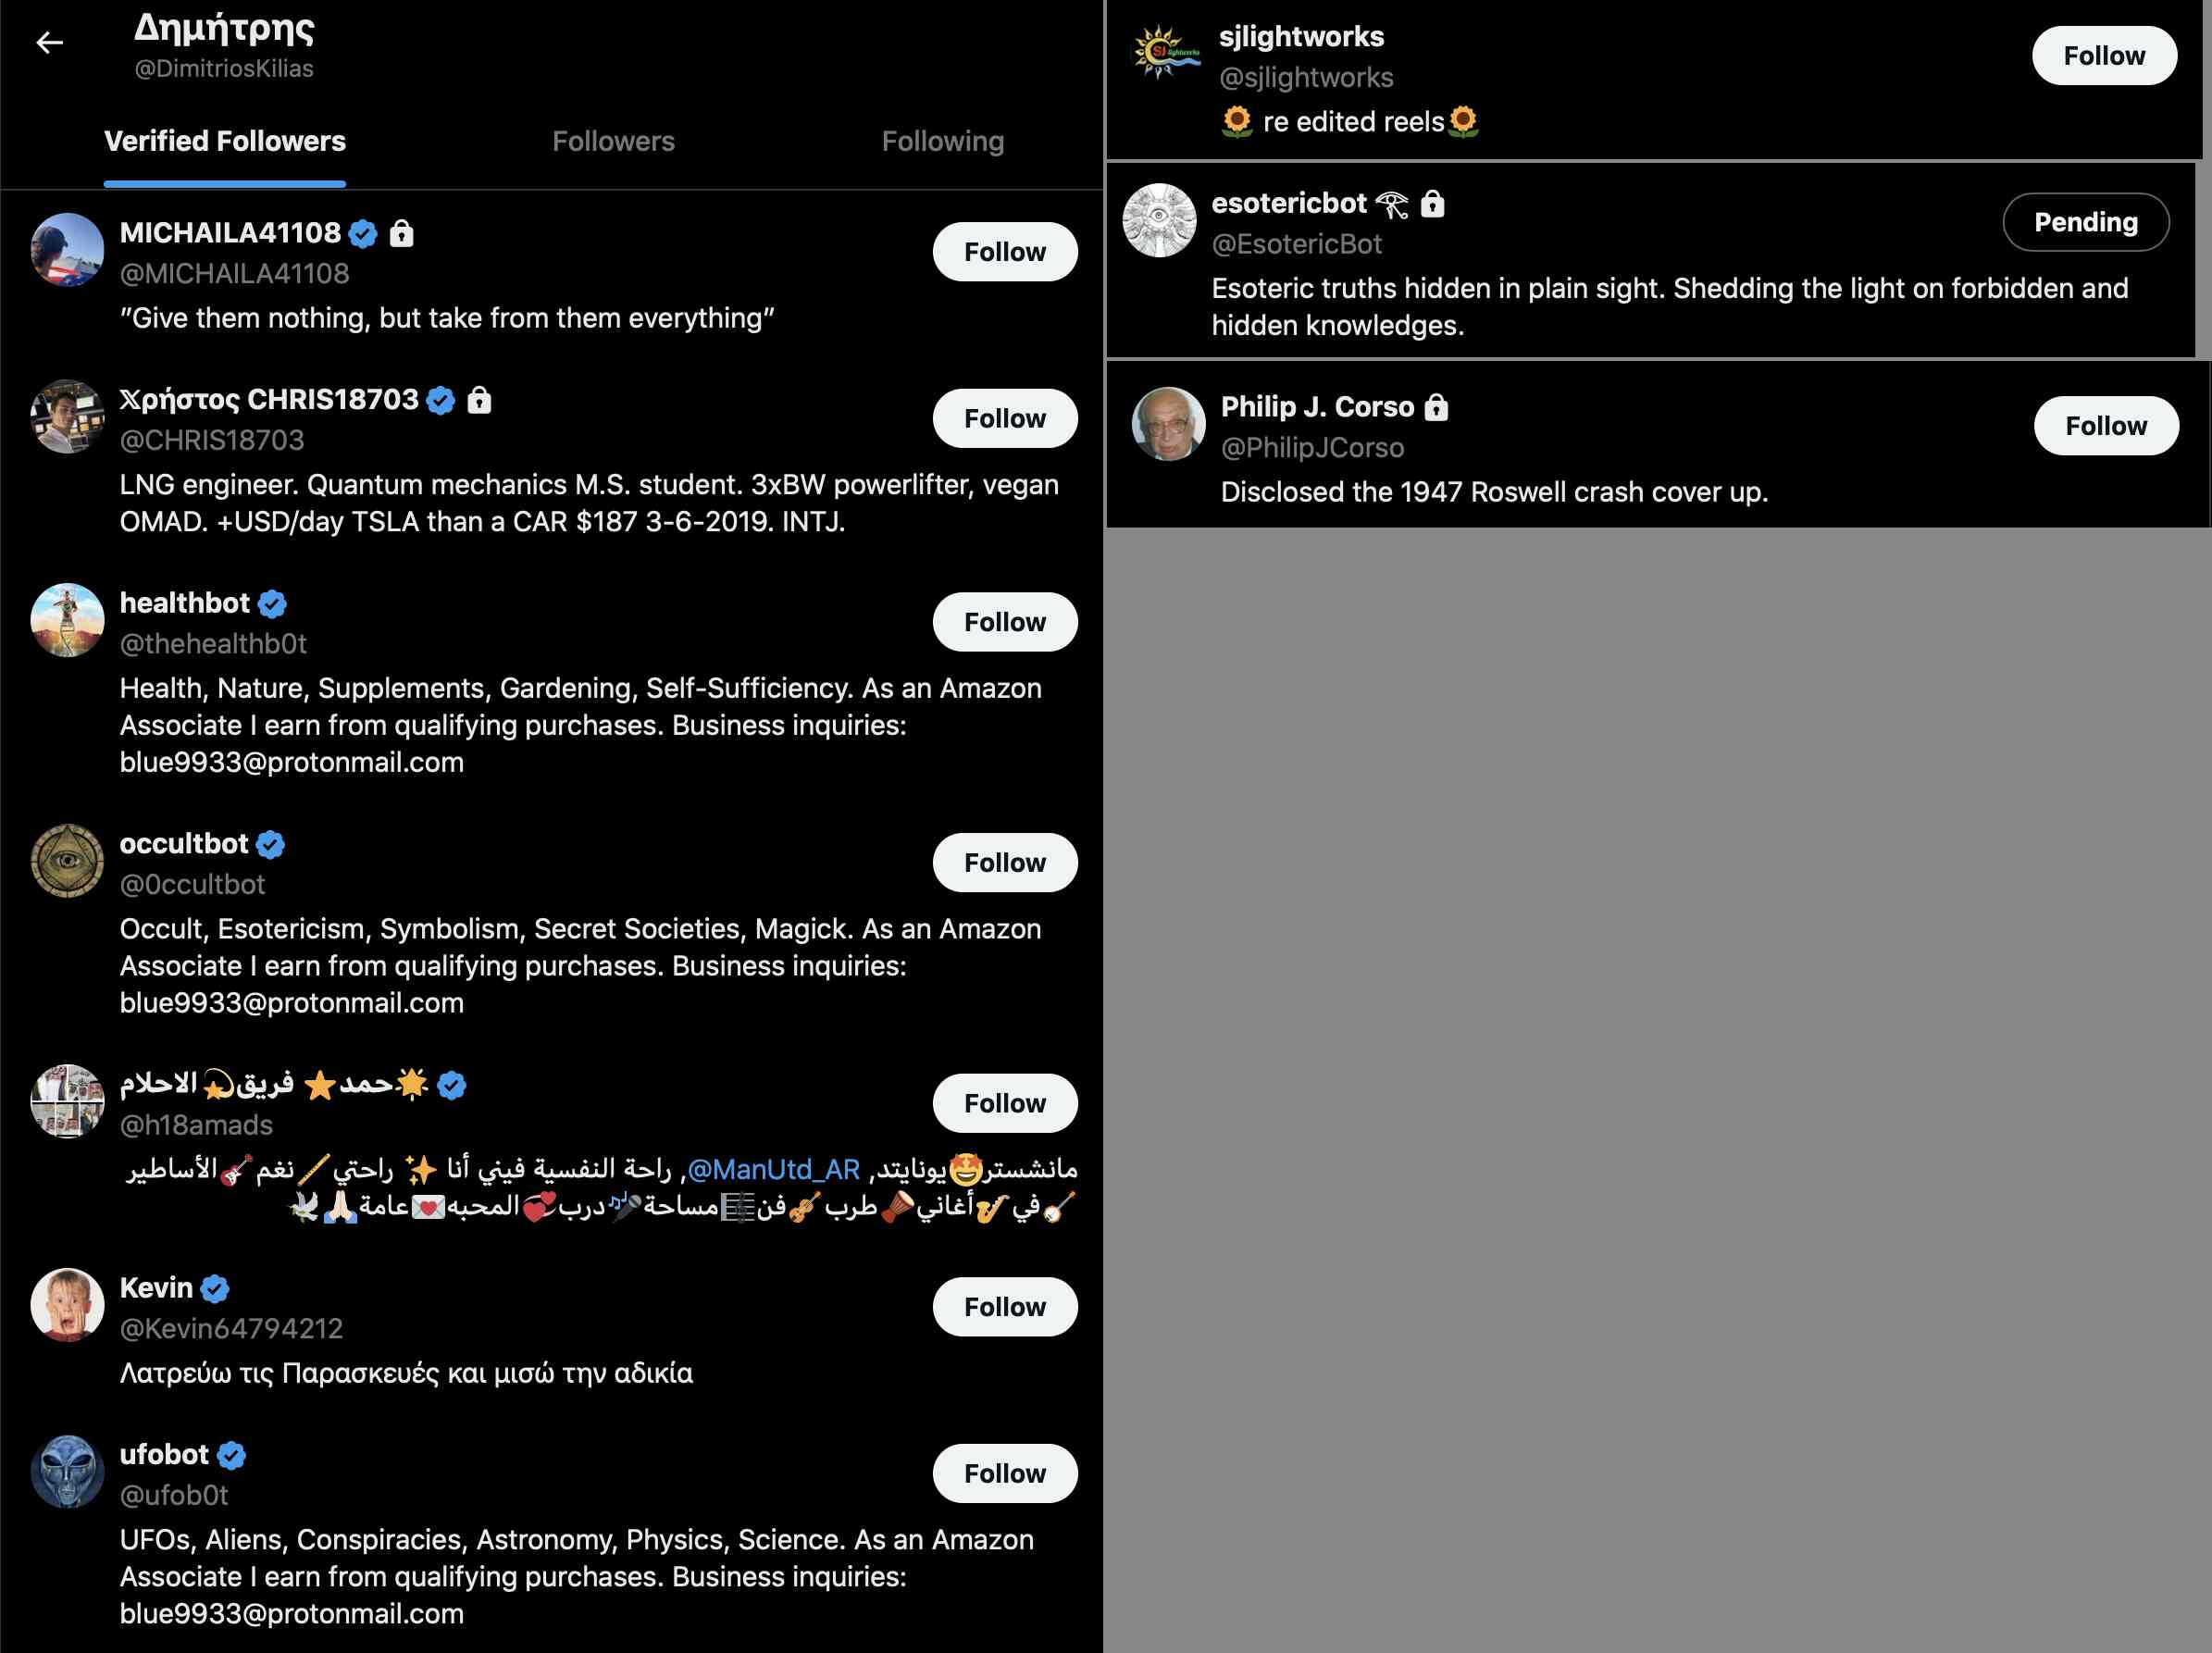 Δημήτρης
@DimitriosKilias
Verified Followers Followers Following
MICHAILA41108
@MICHAILA41108
Follow
"Give them nothing, but take from them everything"
𝕏ρήστος CHRIS18703
@CHRIS18703
Follow
LNG engineer. Quantum mechanics M.S. student. 3xBW powerlifter, vegan
OMAD. +USD/day TSLA than a CAR $187 3-6-2019. INTJ.
healthbot
@thehealthb0t
Follow
Health, Nature, Supplements, Gardening, Self-Sufficiency. As an Amazon
Associate I earn from qualifying purchases. Business inquiries:
blue9933@protonmail.com
occultbot
@0ccultbot
Follow
Occult, Esotericism, Symbolism, Secret Societies, Magick. As an Amazon
Associate I earn from qualifying purchases. Business inquiries:
blue9933@protonmail.com
🌟حمد⭐ فريق💫الاحلام
@h18amads
Follow
مانشستر🤩يونايتد, @ManUtd_AR, راحة النفسية فيني أنا ✨ راحتي🪈نغم🎸الأساطير
🪕في🎷أغاني🪘طرب🎻فن🎼مساحة🎤درب💞المحبه💌عامة🙏🏻🕊️
Kevin
@Kevin64794212
Follow
Λατρεύω τις Παρασκευές και μισώ την αδικία
ufobot
@ufob0t
Follow
UFOs, Aliens, Conspiracies, Astronomy, Physics, Science. As an Amazon
Associate I earn from qualifying purchases. Business inquiries:
blue9933@protonmail.com
SJ lightworks
sjlightworks
@sjlightworks
Follow
🌻 re edited reels🌻
esotericbot 𓂀
@EsotericBot
Pending
Esoteric truths hidden in plain sight. Shedding the light on forbidden and
hidden knowledges.
Philip J. Corso
@PhilipJCorso
Follow
Disclosed the 1947 Roswell crash cover up.